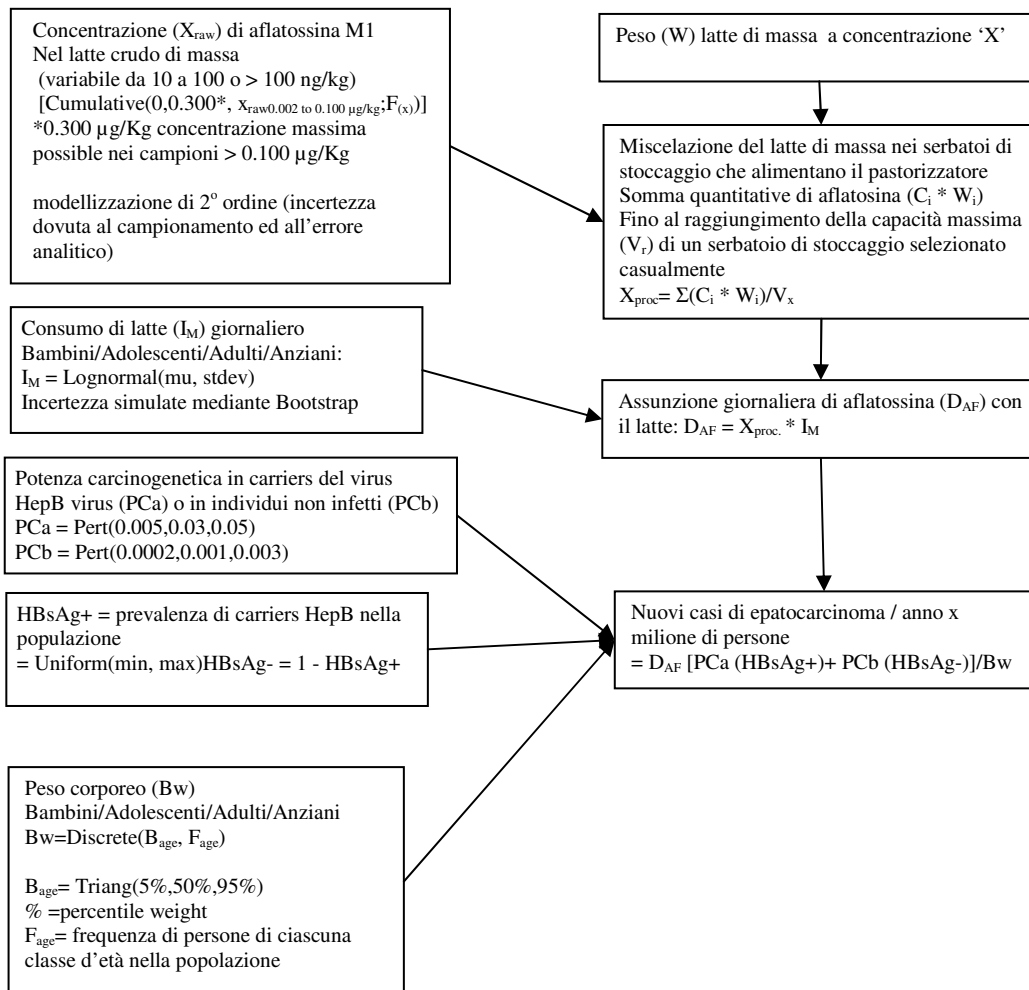 Concentrazione (Xraw) di aflatossina M1
Nel latte crudo di massa
(variabile da 10 a 100 o > 100 ng/kg)
[Cumulative(0,0.300*, xraw0.002 to 0.100 µg/kg;F(x))]
*0.300 µg/Kg concentrazione massima
possible nei campioni > 0.100 µg/Kg
modellizzazione di 2º ordine (incertezza
dovuta al campionamento ed all'errore
analitico)
Peso (W) latte di massa a concentrazione ‘X’
Miscelazione del latte di massa nei serbatoi di
stoccaggio che alimentano il pastorizzatore
Somma quantitative di aflatosina (Ci * Wi)
Fino al raggiungimento della capacità massima
(Vr) di un serbatoio di stoccaggio selezionato
casualmente
Xproc= Σ(Ci * Wi)/Vx
Consumo di latte (IM) giornaliero
Bambini/Adolescenti/Adulti/Anziani:
IM = Lognormal(mu, stdev)
Incertezza simulate mediante Bootstrap
Assunzione giornaliera di aflatossina (DAF) con
il latte: DAF = Xproc. * IM
Potenza carcinogenetica in carriers del virus
HepB virus (PCa) o in individui non infetti (PCb)
PCa = Pert(0.005,0.03,0.05)
PCb = Pert(0.0002,0.001,0.003)
HBsAg+ = prevalenza di carriers HepB nella
populazione
= Uniform(min, max)HBsAg- = 1 - HBsAg+
Nuovi casi di epatocarcinoma / anno x
milione di persone
= DAF [PCa (HBsAg+)+ PCb (HBsAg-)]/Bw
Peso corporeo (Bw)
Bambini/Adolescenti/Adulti/Anziani
Bw=Discrete(Bage, Fage)
Bage= Triang(5%,50%,95%)
% =percentile weight
Fage= frequenza di persone di ciascuna
classe d'età nella popolazione